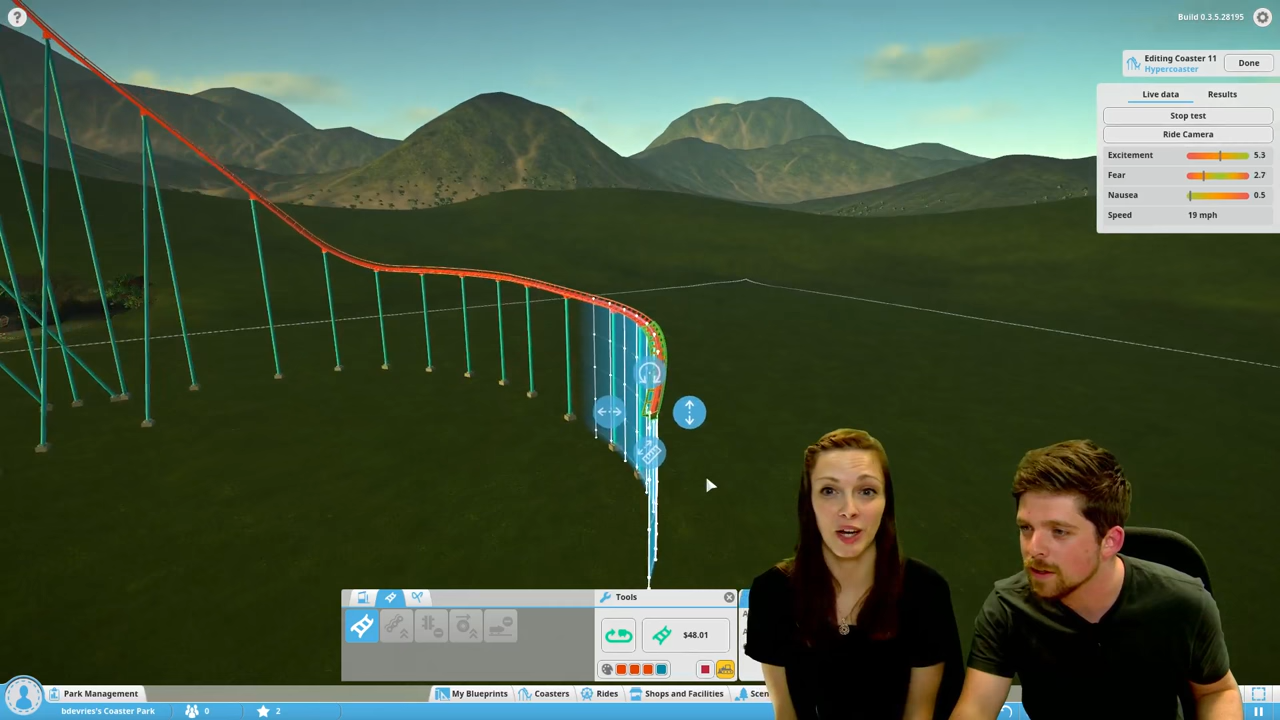 ?
Build 0.3.5.28195
Editing Coaster 11
Hypercoaster
Done
Live data
Results
Stop test
Ride Camera
Excitement 5.3
Fear 2.7
Nausea 0.5
Speed 19 mph
Tools
$48.01
Park Management
My Blueprints
Coasters
Rides
Shops and Facilities
Scen
bdevries's Coaster Park
0
2